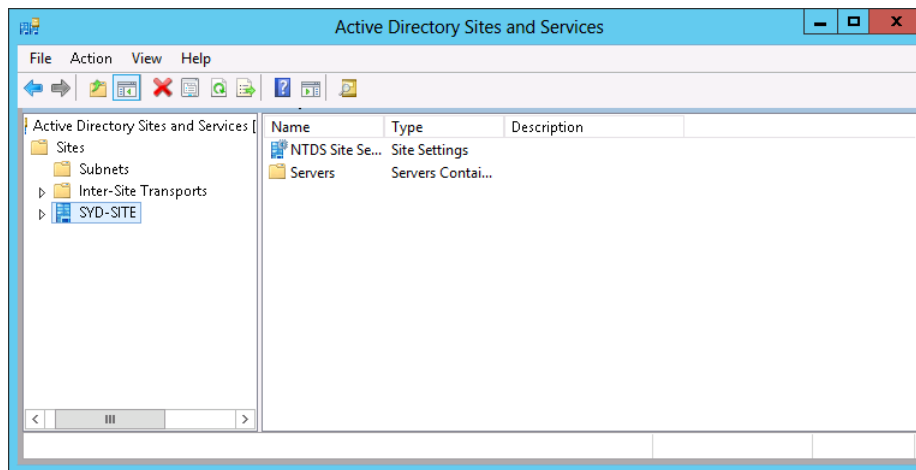 Active Directory Sites and Services
File Action View Help
Active Directory Sites and Services [
Name Type Description
Sites
NTDS Site Se... Site Settings
Subnets
Servers Servers Contai...
Inter-Site Transports
SYD-SITE